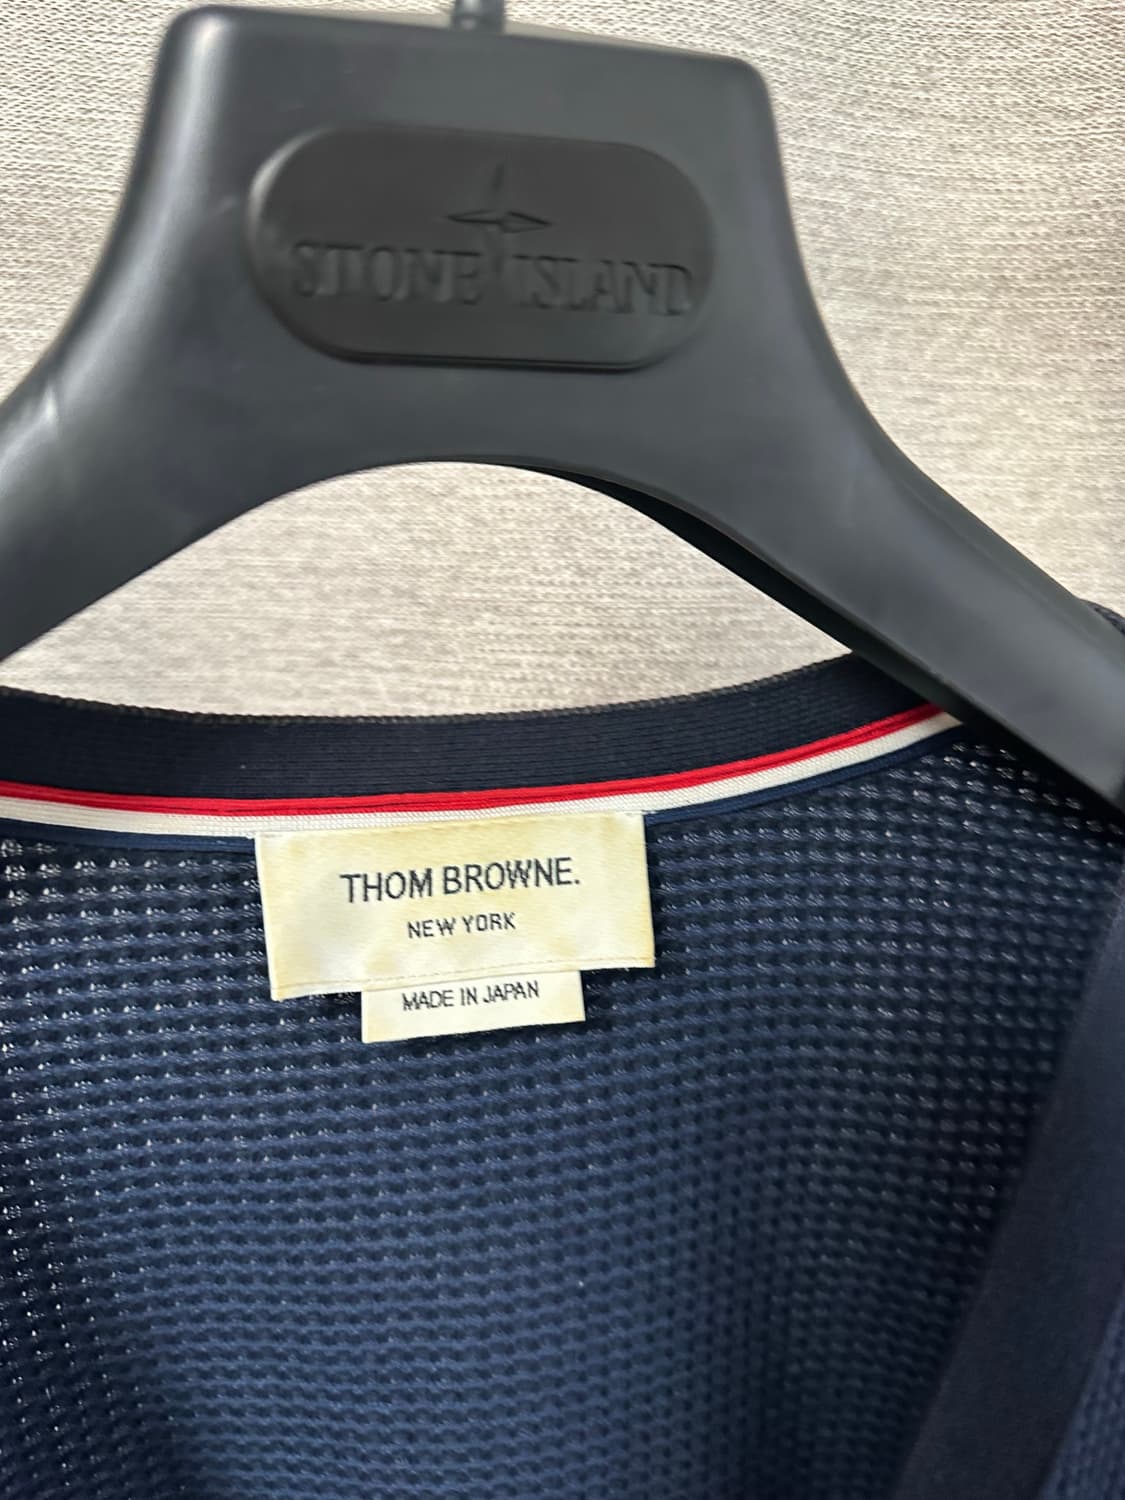 STONE ISLAND
THOM BROWNE.
NEW YORK
MADE IN JAPAN